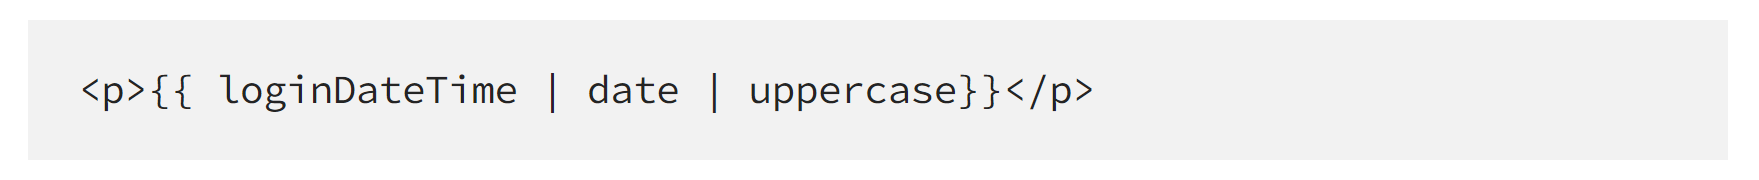 <p>{{ loginDateTime | date | uppercase}}</p>